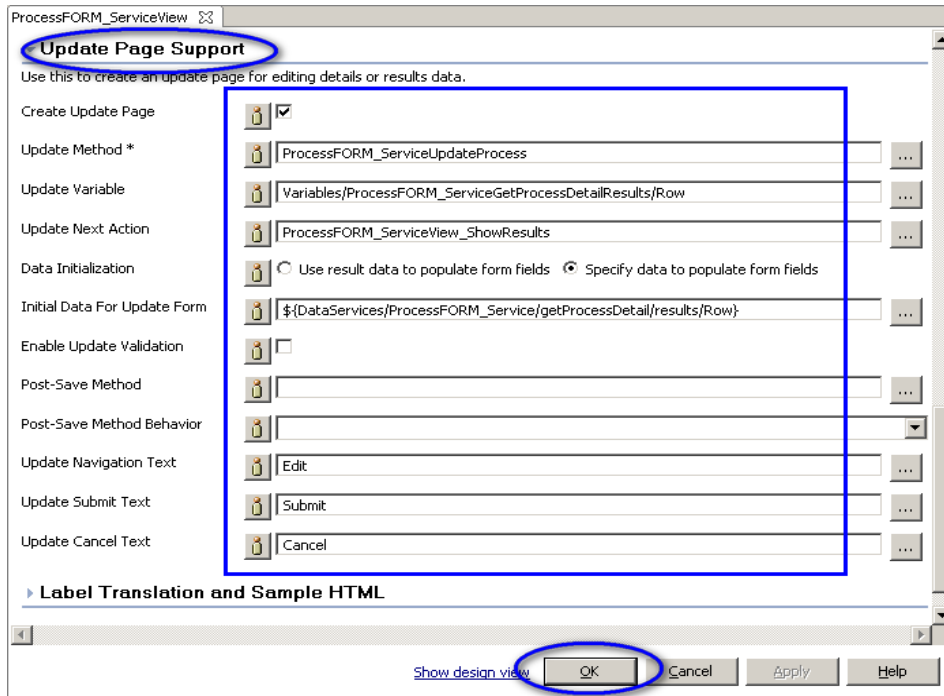 ProcessFORM_ServiceView
Update Page Support
Use this to create an update page for editing details or results data.
Create Update Page
Update Method * ProcessFORM_ServiceUpdateProcess ...
Update Variable Variables/ProcessFORM_ServiceGetProcessDetailResults/Row ...
Update Next Action ProcessFORM_ServiceView_ShowResults ...
Data Initialization Use result data to populate form fields Specify data to populate form fields
Initial Data For Update Form ${DataServices/ProcessFORM_Service/getProcessDetail/results/Row} ...
Enable Update Validation
Post-Save Method ...
Post-Save Method Behavior
Update Navigation Text Edit ...
Update Submit Text Submit ...
Update Cancel Text Cancel ...
Label Translation and Sample HTML
Show design view OK Cancel Apply Help